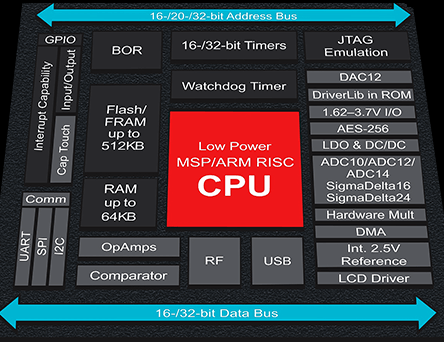 16-/20-/32-bit Address Bus
GPIO
Interrupt Capability
Input/Output
Cap Touch
Comm
UART
SPI
I2C
BOR
Flash/
FRAM
up to
512KB
RAM
up to
64KB
OpAmps
Comparator
16-/32-bit Timers
Watchdog Timer
Low Power
MSP/ARM RISC
CPU
RF
USB
JTAG
Emulation
DAC12
DriverLib in ROM
1.62–3.7V I/O
AES-256
LDO & DC/DC
ADC10/ADC12/
ADC14
SigmaDelta16
SigmaDelta24
Hardware Mult
DMA
Int. 2.5V
Reference
LCD Driver
16-/32-bit Data Bus